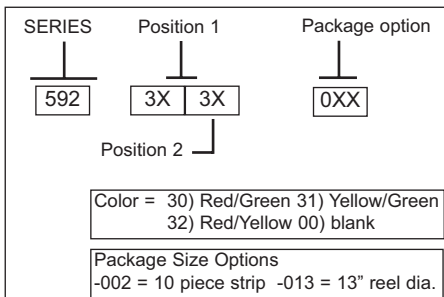 SERIES Position 1 Package option
592 3X 3X 0XX
Position 2
Color = 30) Red/Green 31) Yellow/Green
32) Red/Yellow 00) blank
Package Size Options
-002 = 10 piece strip -013 = 13” reel dia.